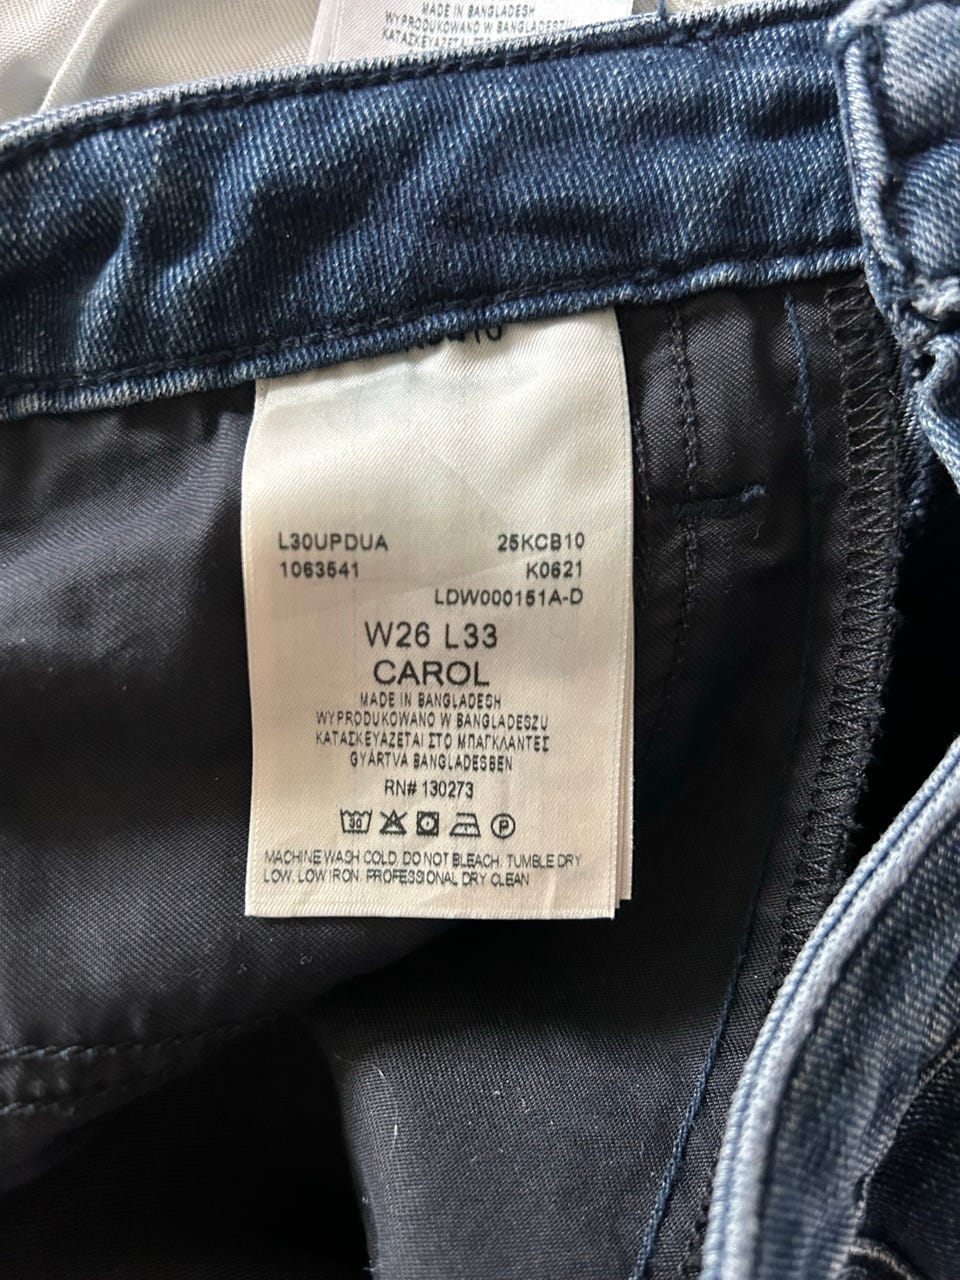 MADE IN BANGLADESH
WYPRODUKOWANO W BANGLADESZU
ΚΑΤΑΣΚΕΥΑΖΕΤΑΙ ΣΤΟ
L30UPDUA 25KCB10
1063541 K0621
LDW000151A-D
W26 L33
CAROL
MADE IN BANGLADESH
WYPRODUKOWANO W BANGLADESZU
ΚΑΤΑΣΚΕΥΑΖΕΤΑΙ ΣΤΟ ΜΠΑΓΚΛΑΝΤΕΣ
GYÁRTVA BANGLADESBEN
RN# 130273
30 P
MACHINE WASH COLD. DO NOT BLEACH. TUMBLE DRY
LOW. LOW IRON. PROFESSIONAL DRY CLEAN